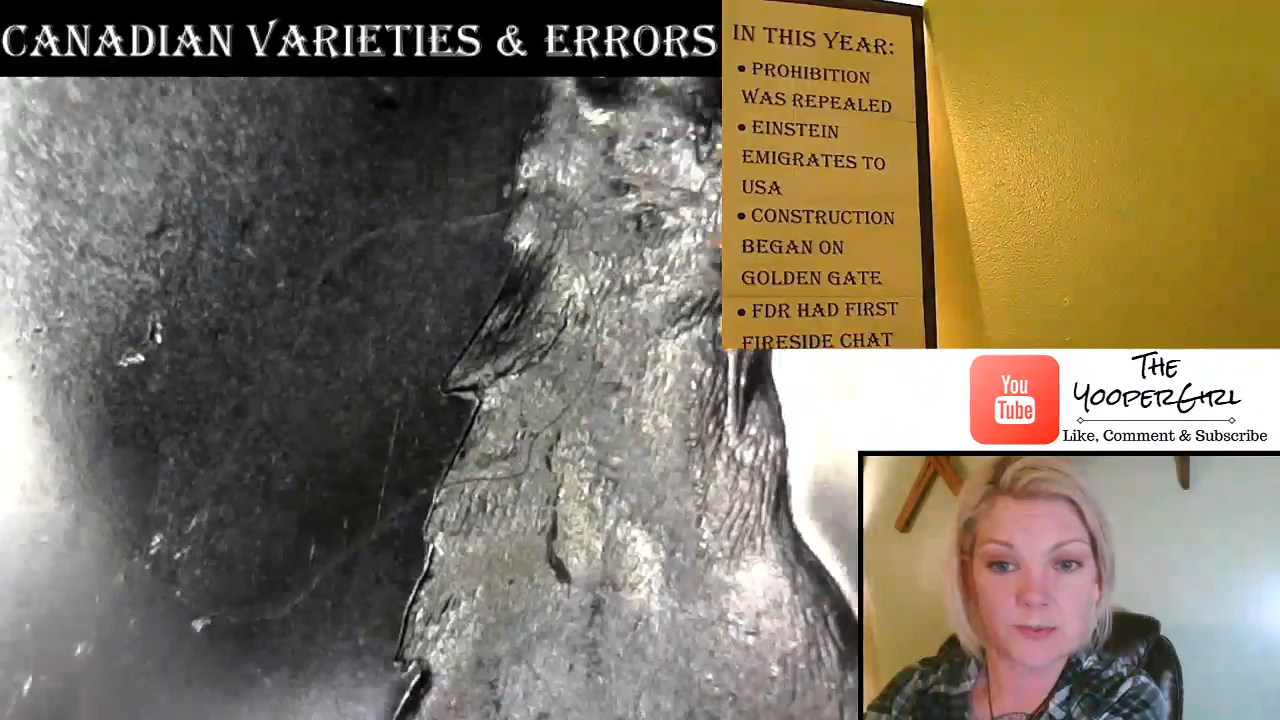 CANADIAN VARIETIES & ERRORS
IN THIS YEAR:
• PROHIBITION
WAS REPEALED
• EINSTEIN
EMIGRATES TO
USA
• CONSTRUCTION
BEGAN ON
GOLDEN GATE
• FDR HAD FIRST
FIRESIDE CHAT
You
Tube
THE
YOOPERGIRL
Like, Comment & Subscribe